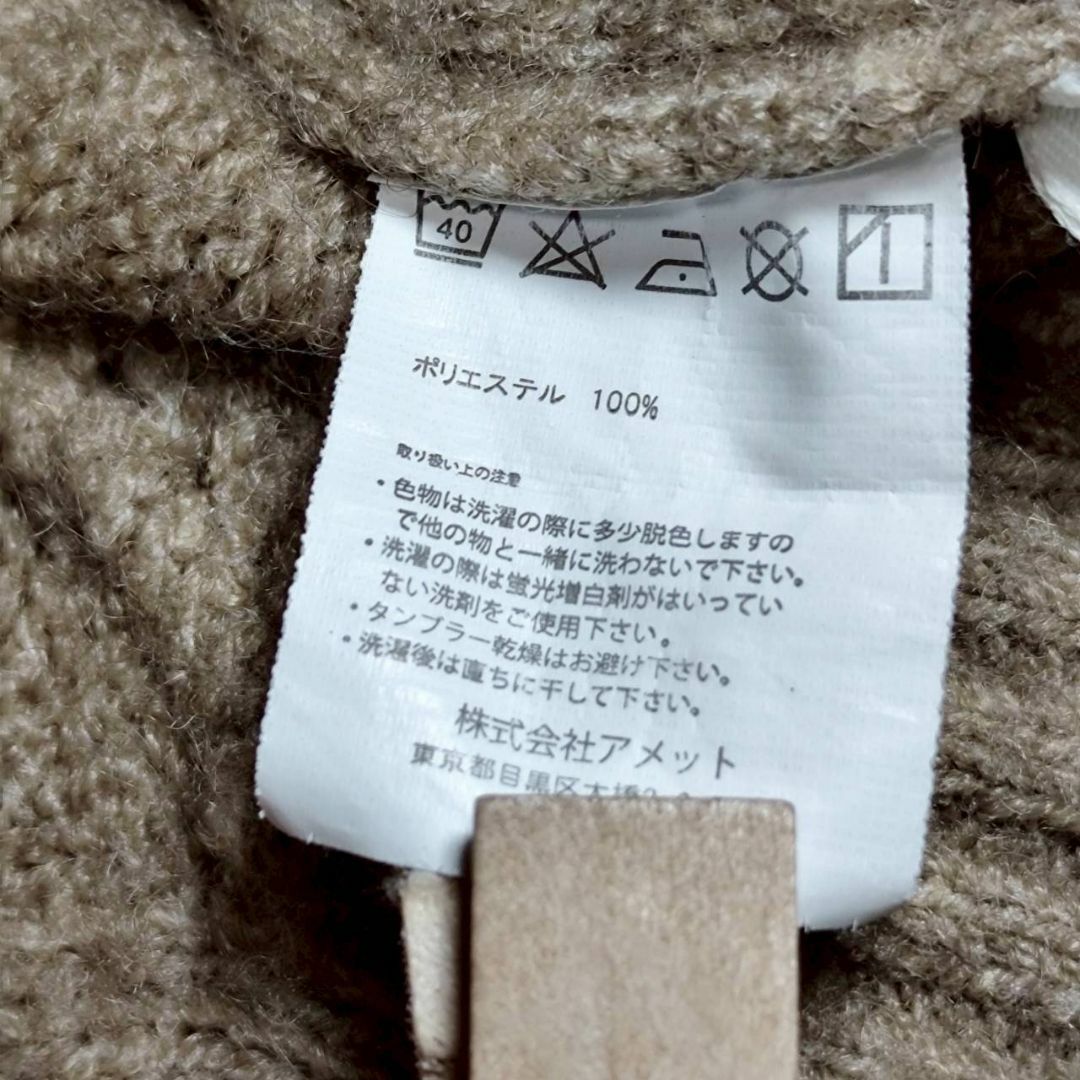 40
ポリエステル 100%
取り扱い上の注意
・色物は洗濯の際に多少脱色しますの
で他の物と一緒に洗わないで下さい。
・洗濯の際は蛍光増白剤がはいってい
ない洗剤をご使用下さい。
・タンブラー乾燥はお避け下さい。
・洗濯後は直ちに干して下さい。
株式会社アメット
東京都目黒区大橋2